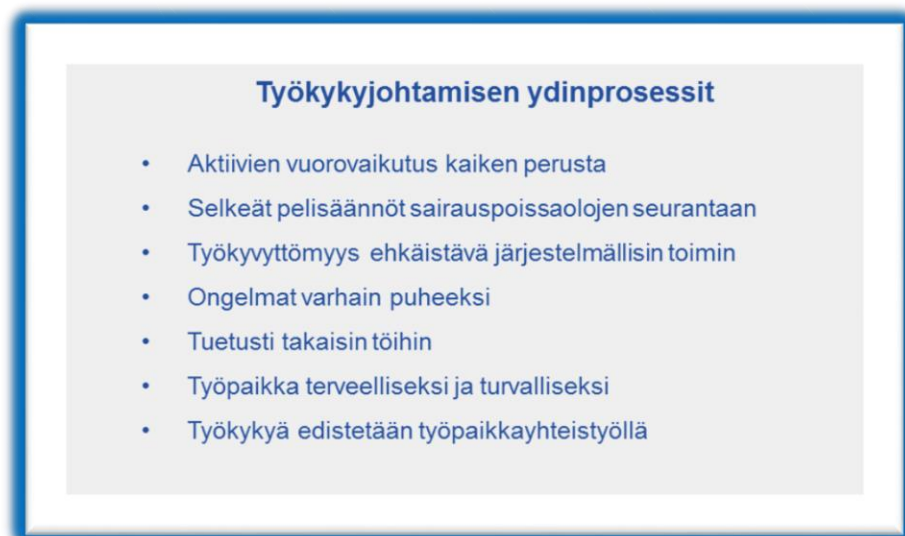 Työkykyjohtamisen ydinprosessit
• Aktiivien vuorovaikutus kaiken perusta
• Selkeät pelisäännöt sairauspoissaolojen seurantaan
• Työkyvyttömyys ehkäistävä järjestelmällisin toimin
• Ongelmat varhain puheeksi
• Tuetusti takaisin töihin
• Työpaikka terveelliseksi ja turvalliseksi
• Työkykyä edistetään työpaikkayhteistyöllä